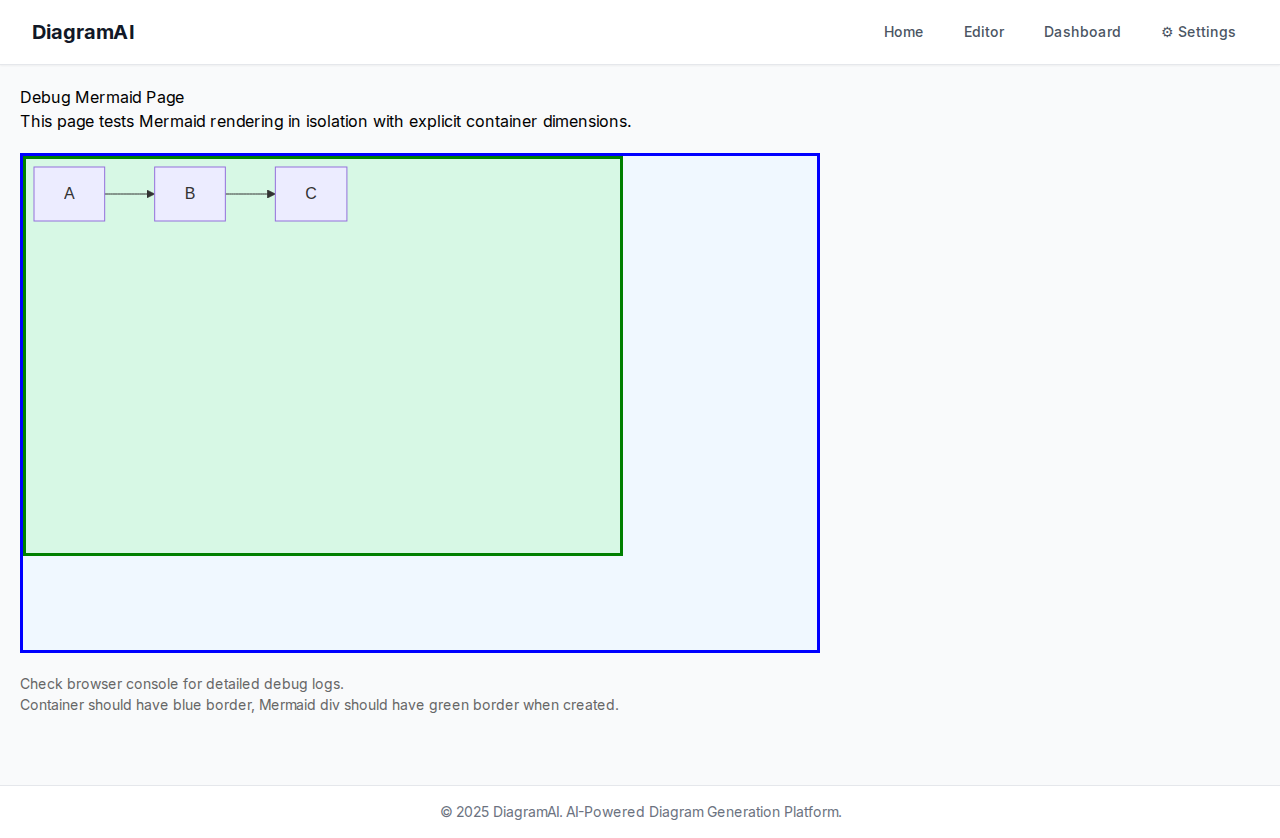 DiagramAI
Home
Editor
Dashboard
⚙ Settings
Debug Mermaid Page
This page tests Mermaid rendering in isolation with explicit container dimensions.
A
B
C
Check browser console for detailed debug logs.
Container should have blue border, Mermaid div should have green border when created.
© 2025 DiagramAI. AI-Powered Diagram Generation Platform.